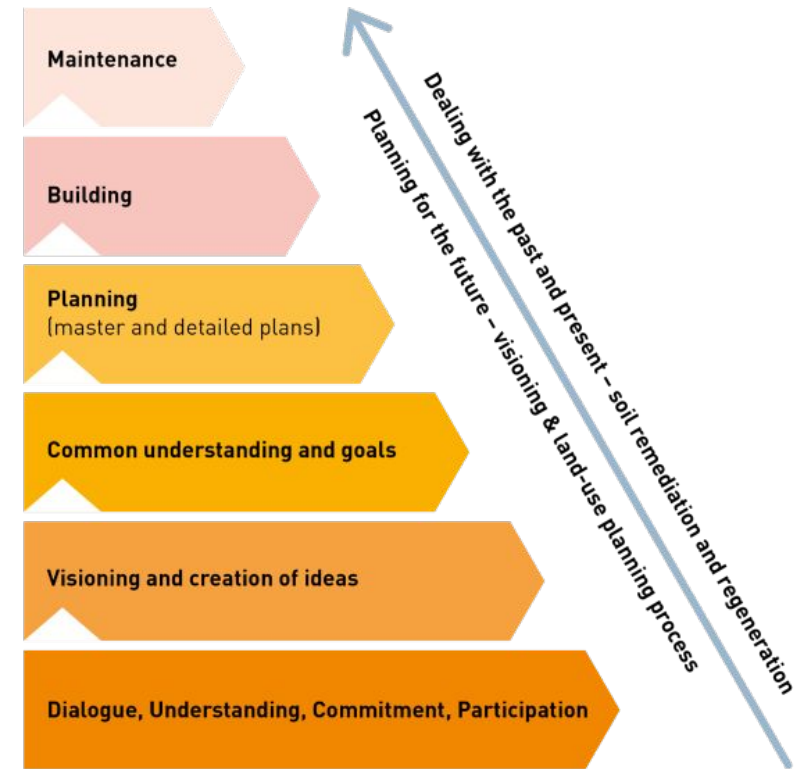 Maintenance
Building
Planning
(master and detailed plans)
Common understanding and goals
Visioning and creation of ideas
Dialogue, Understanding, Commitment, Participation
Planning for the future – visioning & land-use planning process
Dealing with the past and present – soil remediation and regeneration